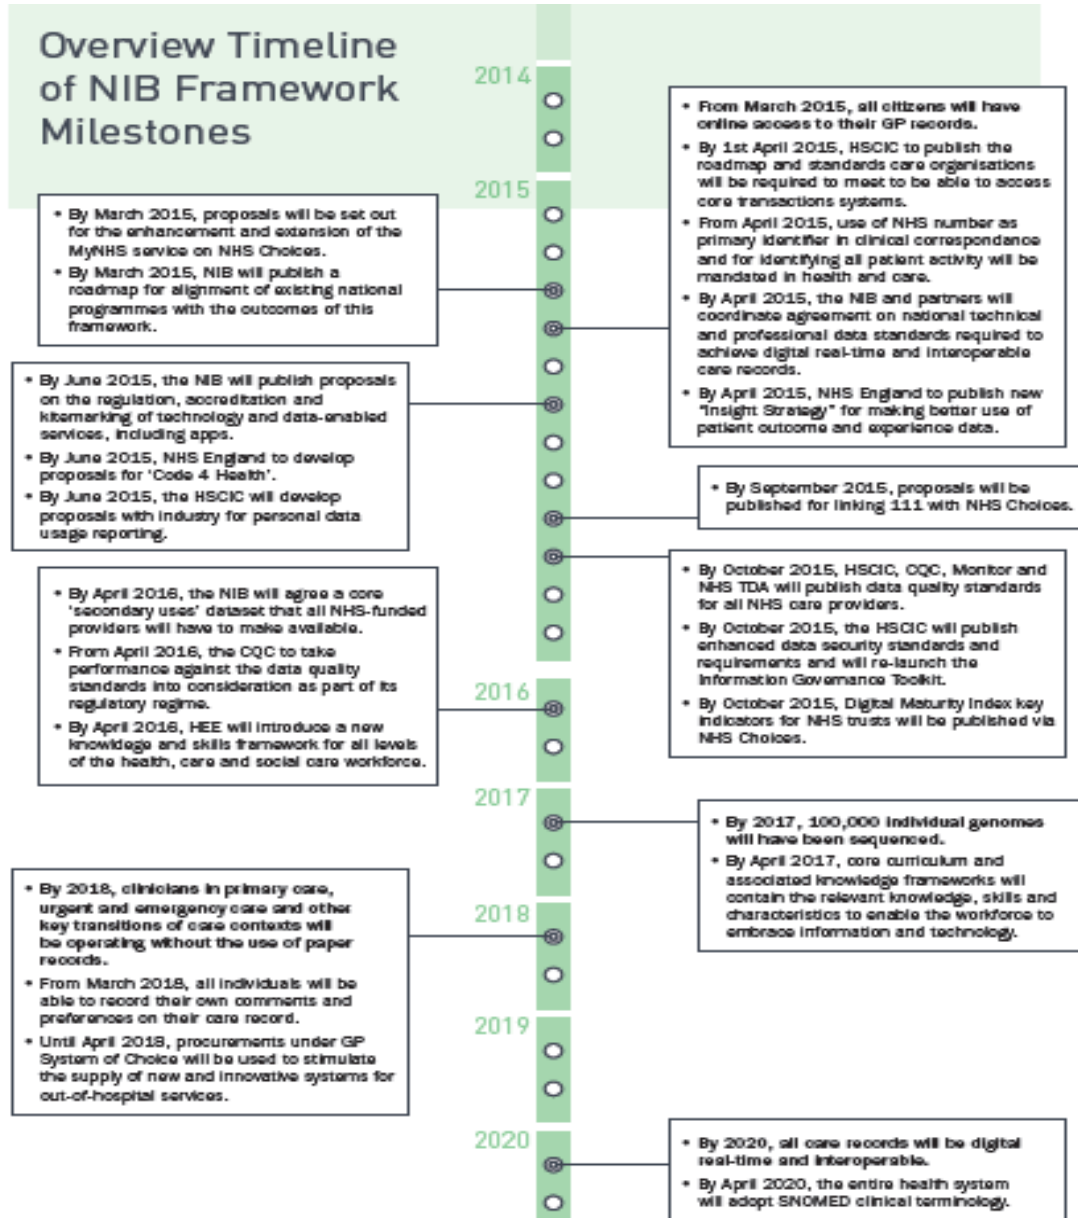 Overview Timeline
of NIB Framework
Milestones
2014
• From March 2015, all citizens will have
online access to their GP records.
• By 1st April 2015, HSCIC to publish the
roadmap and standards care organisations
will be required to meet to be able to access
core transactions systems.
• From April 2015, use of NHS number as
primary identifier in clinical correspondance
and for identifying all patient activity will be
mandated in health and care.
• By April 2015, the NIB and partners will
coordinate agreement on national technical
and professional data standards required to
achieve digital real-time and interoperable
care records.
• By April 2015, NHS England to publish new
"Insight Strategy" for making better use of
patient outcome and experience data.
2015
• By March 2015, proposals will be set out
for the enhancement and extension of the
MyNHS service on NHS Choices.
• By March 2015, NIB will publish a
roadmap for alignment of existing national
programmes with the outcomes of this
framework.
• By June 2015, the NIB will publish proposals
on the regulation, accreditation and
kitemarking of technology and data-enabled
services, including apps.
• By June 2015, NHS England to develop
proposals for 'Code 4 Health'.
• By June 2015, the HSCIC will develop
proposals with industry for personal data
usage reporting.
• By September 2015, proposals will be
published for linking 111 with NHS Choices.
• By October 2015, HSCIC, CQC, Monitor and
NHS TDA will publish data quality standards
for all NHS care providers.
• By October 2015, the HSCIC will publish
enhanced data security standards and
requirements and will re-launch the
Information Governance Toolkit.
• By October 2015, Digital Maturity Index key
indicators for NHS trusts will be published via
NHS Choices.
• By April 2016, the NIB will agree a core
'secondary uses' dataset that all NHS-funded
providers will have to make available.
• From April 2016, the CQC to take
performance against the data quality
standards into consideration as part of its
regulatory regime.
• By April 2016, HEE will introduce a new
knowldege and skills framework for all levels
of the health, care and social care workforce.
2016
2017
• By 2017, 100,000 individual genomes
will have been sequenced.
• By April 2017, core curriculum and
associated knowledge frameworks will
contain the relevant knowledge, skills and
characteristics to enable the workforce to
embrace information and technology.
• By 2018, clinicians in primary care,
urgent and emergency care and other
key transitions of care contexts will
be operating without the use of paper
records.
• From March 2018, all individuals will be
able to record their own comments and
preferences on their care record.
• Until April 2018, procurements under GP
System of Choice will be used to stimulate
the supply of new and innovative systems for
out-of-hospital services.
2018
2019
2020
• By 2020, all care records will be digital
real-time and interoperable.
• By April 2020, the entire health system
will adopt SNOMED clinical terminology.